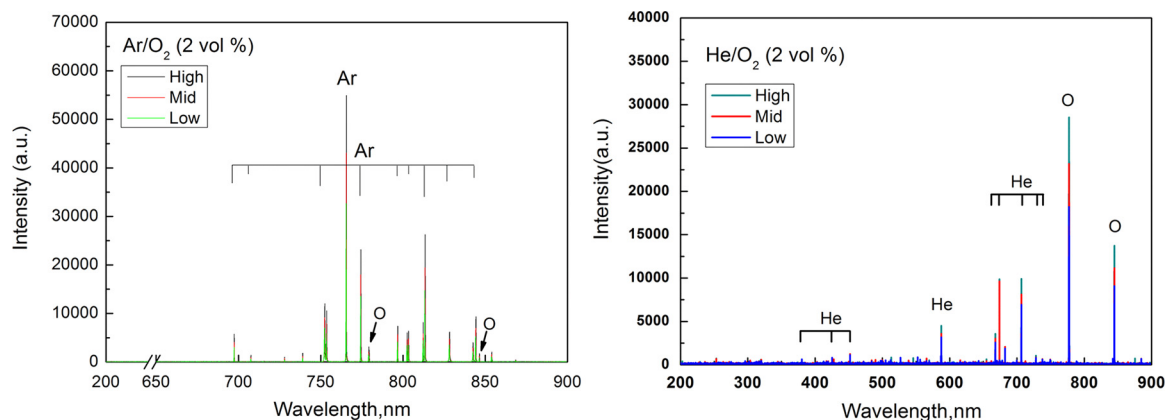 70000
60000
50000
40000
30000
20000
10000
0
Intensity (a.u.)
Ar/O₂ (2 vol %)
High
Mid
Low
Ar
Ar
O
O
200 650 700 750 800 850 900
Wavelength,nm
40000
35000
30000
25000
20000
15000
10000
5000
0
Intensity(a.u.)
He/O₂ (2 vol %)
High
Mid
Low
O
He
O
He
He
200 300 400 500 600 700 800 900
Wavelength,nm